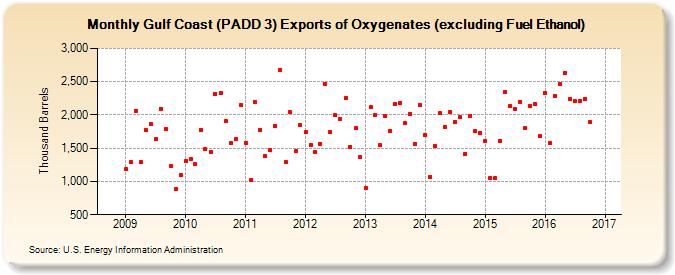 Monthly Gulf Coast (PADD 3) Exports of Oxygenates (excluding Fuel Ethanol)
Thousand Barrels
3,000
2,500
2,000
1,500
1,000
500
2009 2010 2011 2012 2013 2014 2015 2016 2017
Source: U.S. Energy Information Administration